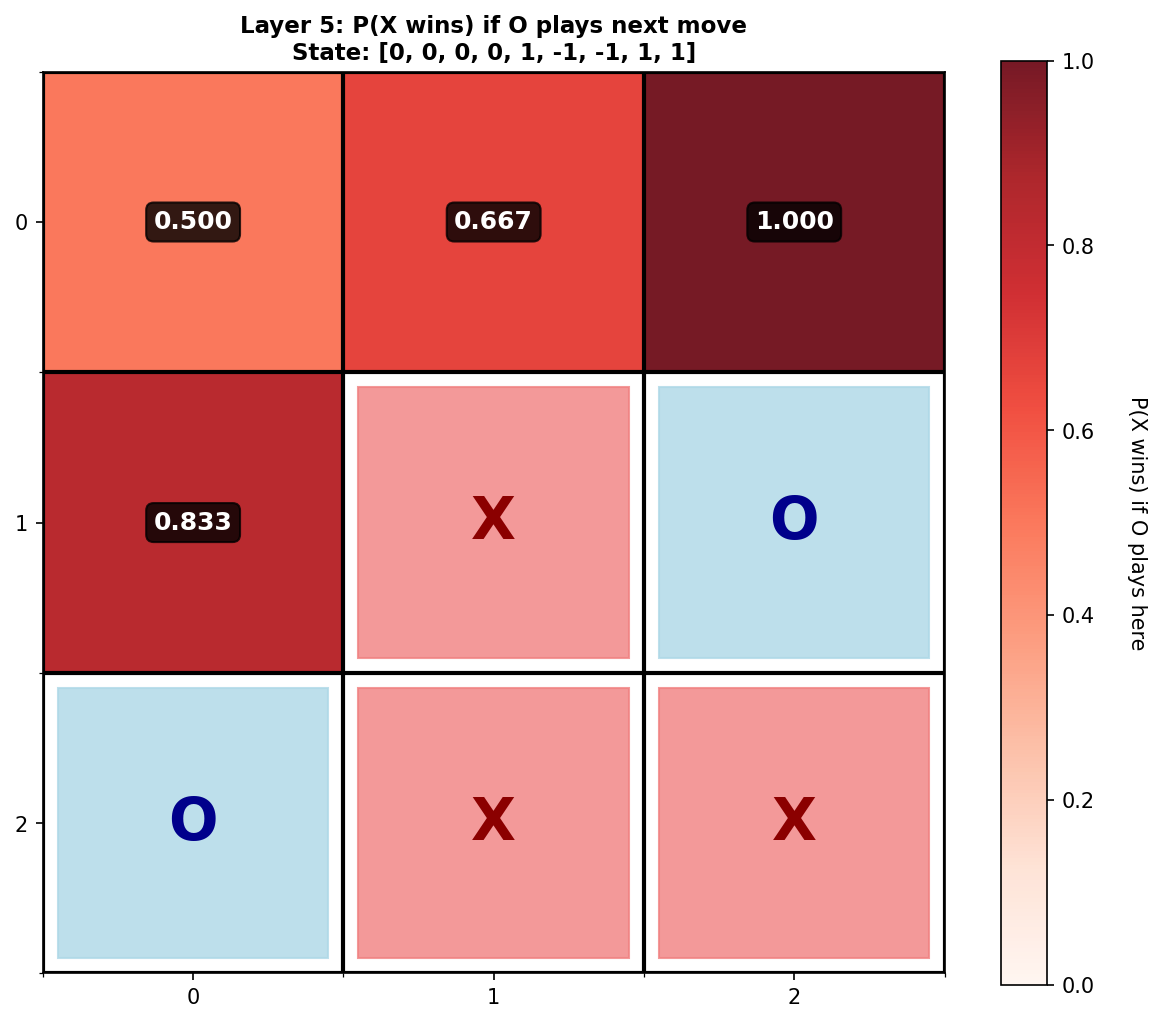 Layer 5: P(X wins) if O plays next move
State: [0, 0, 0, 0, 1, -1, -1, 1, 1]
0
0.500
0.667
1.000
1
0.833
X
O
2
O
X
X
0
1
2
1.0
0.8
0.6
0.4
0.2
0.0
P(X wins) if O plays here